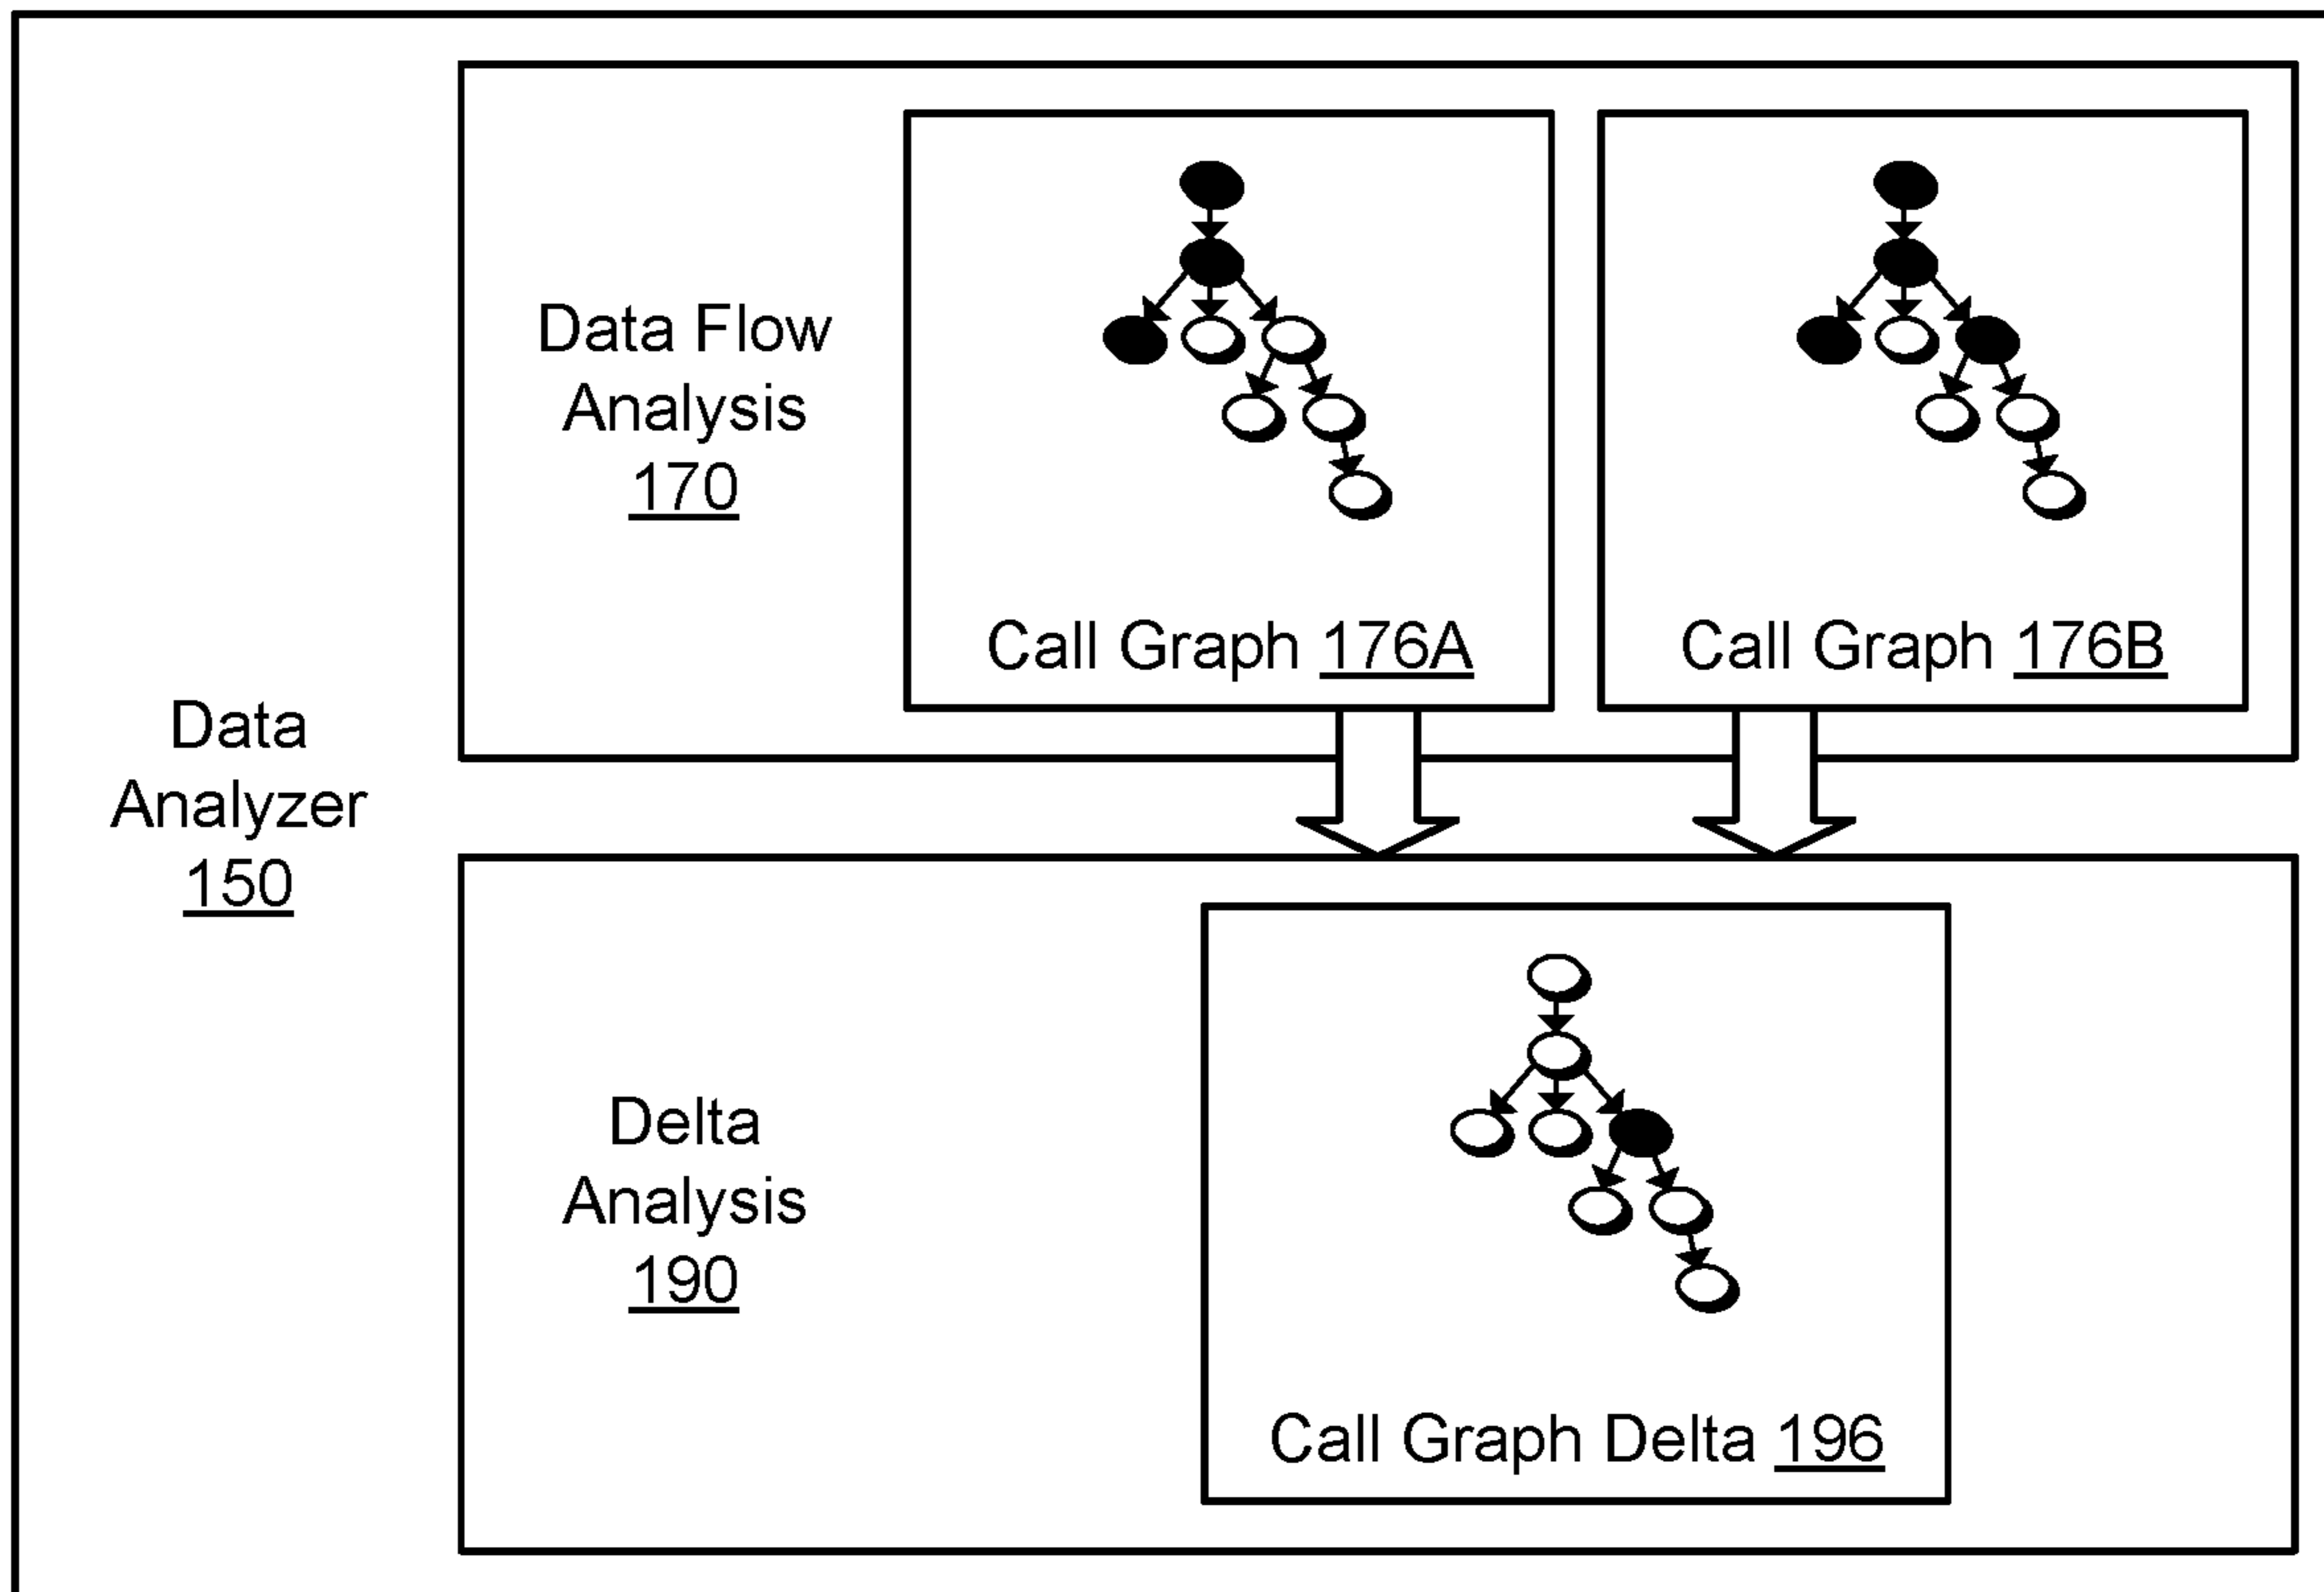 Data Flow
Analysis
170
Call Graph 176A
Call Graph 176B
Data
Analyzer
150
Delta
Analysis
190
Call Graph Delta 196